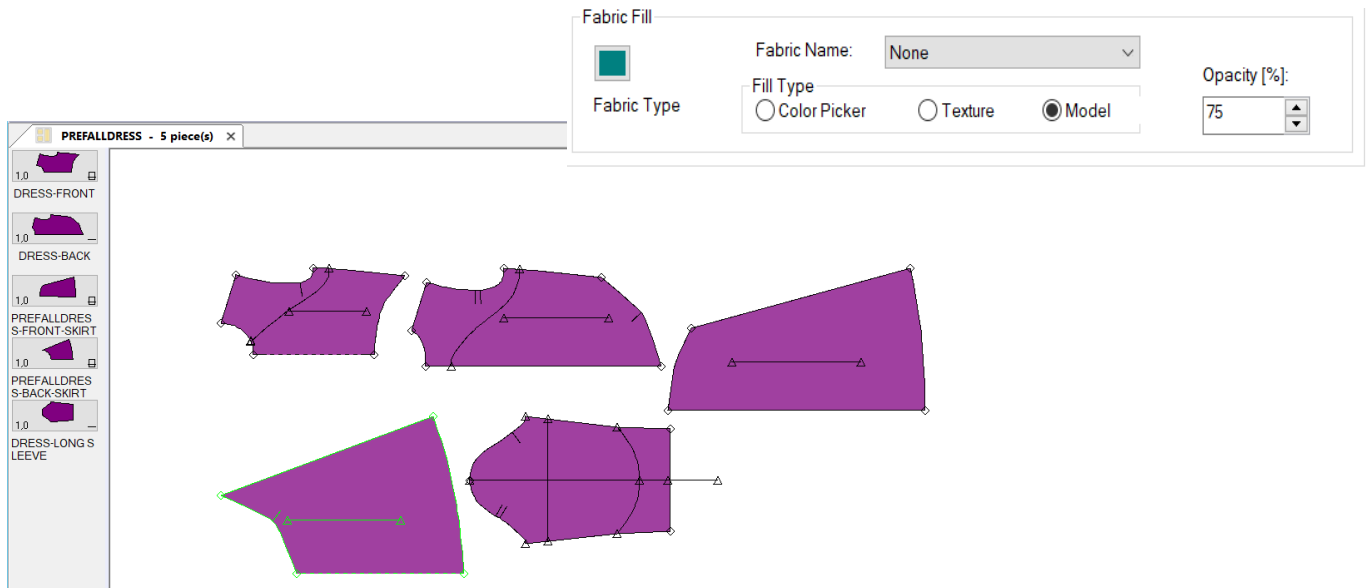 Fabric Fill
Fabric Name:
None
Opacity [%]:
Fill Type
Fabric Type
Color Picker
Texture
Model
75
PREFALLDRESS - 5 piece(s)
1,0
DRESS-FRONT
1,0
DRESS-BACK
1,0
PREFALLDRES
S-FRONT-SKIRT
1,0
PREFALLDRES
S-BACK-SKIRT
1,0
DRESS-LONG S
LEEVE